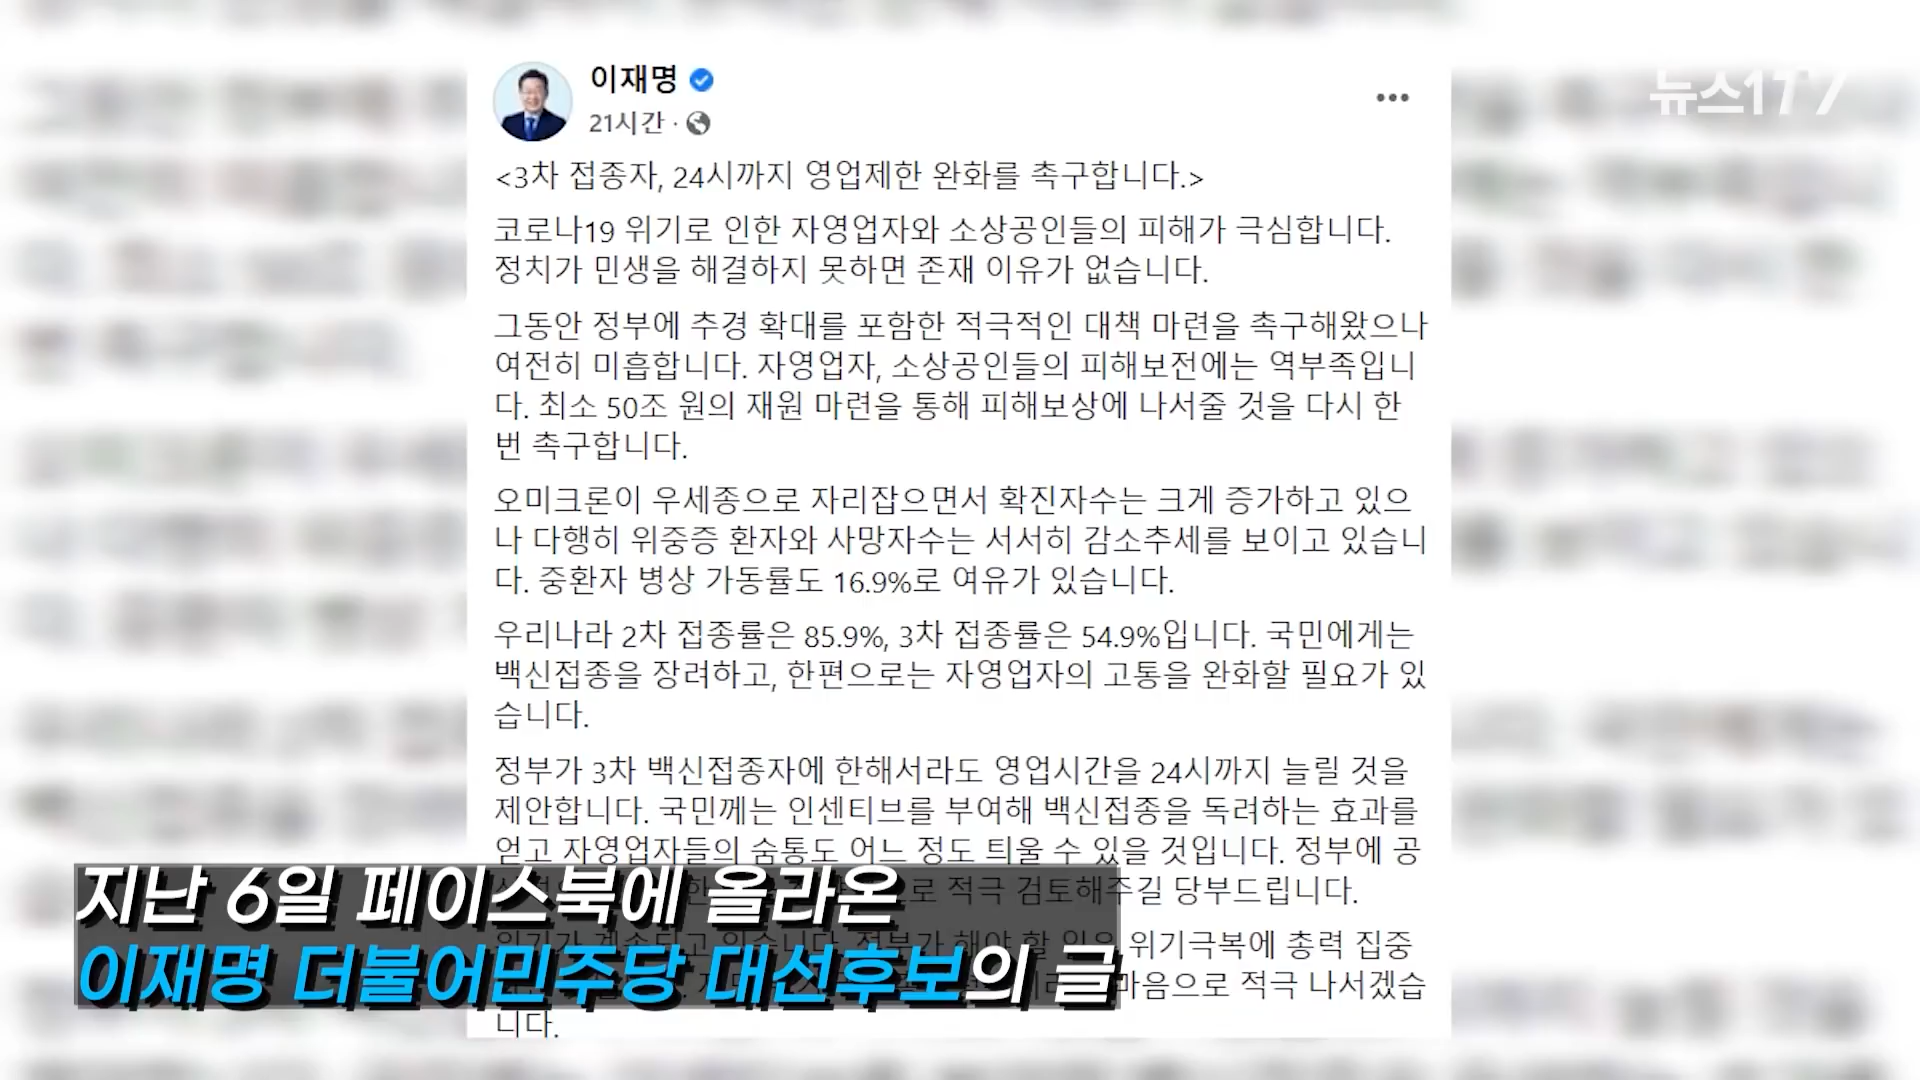 이재명
뉴스1TV
21시간
<3차 접종자, 24시까지 영업제한 완화를 촉구합니다.>
코로나19 위기로 인한 자영업자와 소상공인들의 피해가 극심합니다.
정치가 민생을 해결하지 못하면 존재 이유가 없습니다.
그동안 정부에 추경 확대를 포함한 적극적인 대책 마련을 촉구해왔으나
여전히 미흡합니다. 자영업자, 소상공인들의 피해보전에는 역부족입니
다. 최소 50조 원의 재원 마련을 통해 피해보상에 나서줄 것을 다시 한
번 촉구합니다.
오미크론이 우세종으로 자리잡으면서 확진자수는 크게 증가하고 있으
나 다행히 위중증 환자와 사망자수는 서서히 감소추세를 보이고 있습니
다. 중환자 병상 가동률도 16.9%로 여유가 있습니다.
우리나라 2차 접종률은 85.9%, 3차 접종률은 54.9%입니다. 국민에게는
백신접종을 장려하고, 한편으로는 자영업자의 고통을 완화할 필요가 있
습니다.
정부가 3차 백신접종자에 한해서라도 영업시간을 24시까지 늘릴 것을
제안합니다. 국민께는 인센티브를 부여해 백신접종을 독려하는 효과를
얻고 자영업자들의 숨통도 어느 정도 틔울 수 있을 것입니다. 정부에 공
로 적극 검토해주길 당부드립니다.
위기가 계속되고 있습니다. 정부가 해야 할 일은 위기극복에 총력 집중
마음으로 적극 나서겠습
니다.
지난 6일 페이스북에 올라온
이재명 더불어민주당 대선후보의 글